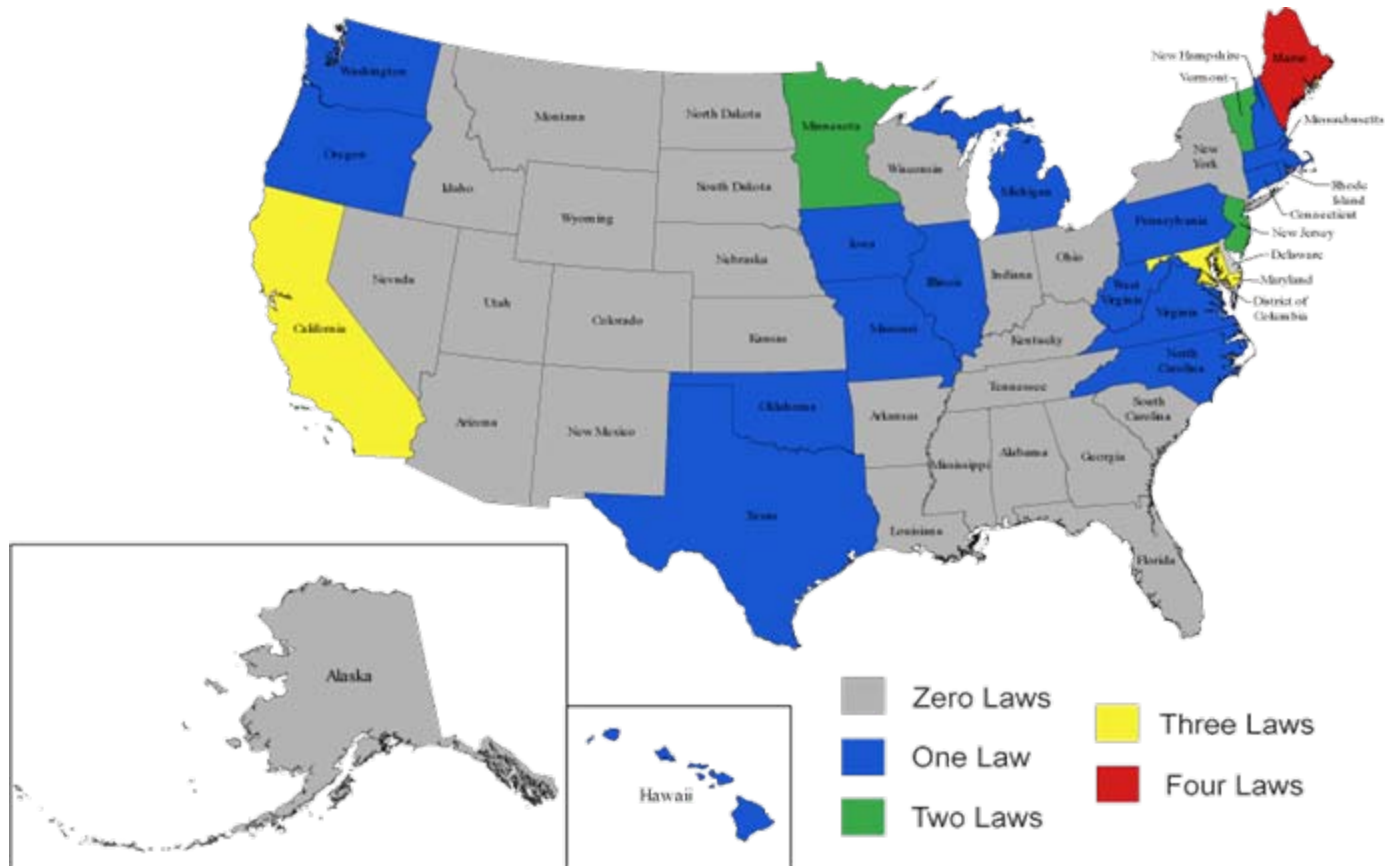 Washington
Montana
North Dakota
Minnesota
Maine
New Hampshire
Vermont
Massachusetts
Oregon
Idaho
South Dakota
Wisconsin
Michigan
New
York
Rhode
Island
Connecticut
Wyoming
Iowa
Pennsylvania
New Jersey
Nevada
Nebraska
Illinois
Indiana
Ohio
Delaware
Maryland
District of
Columbia
Utah
Colorado
California
Kansas
Missouri
West
Virginia
Virginia
Kentucky
North
Carolina
Tennessee
Arizona
New Mexico
Oklahoma
Arkansas
South
Carolina
Mississippi
Alabama
Georgia
Texas
Louisiana
Florida
Alaska
Hawaii
Zero Laws
One Law
Two Laws
Three Laws
Four Laws